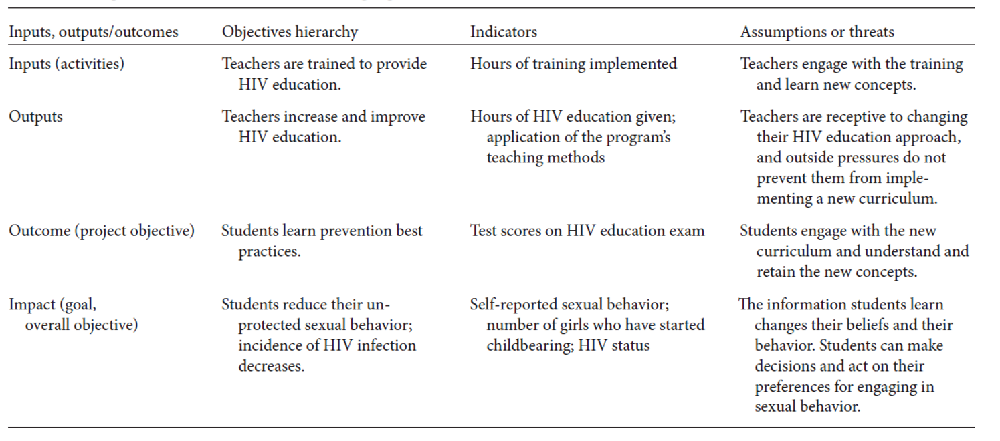 Inputs, outputs/outcomes Objectives hierarchy Indicators Assumptions or threats
Inputs (activities) Teachers are trained to provide Hours of training implemented Teachers engage with the training
HIV education. and learn new concepts.
Outputs Teachers increase and improve Hours of HIV education given; Teachers are receptive to changing
HIV education. application of the program's their HIV education approach,
teaching methods and outside pressures do not
prevent them from imple-
menting a new curriculum.
Outcome (project objective) Students learn prevention best Test scores on HIV education exam Students engage with the new
practices. curriculum and understand and
retain the new concepts.
Impact (goal, Students reduce their un- Self-reported sexual behavior; The information students learn
overall objective) protected sexual behavior; number of girls who have started changes their beliefs and their
incidence of HIV infection childbearing; HIV status behavior. Students can make
decreases. decisions and act on their
preferences for engaging in
sexual behavior.